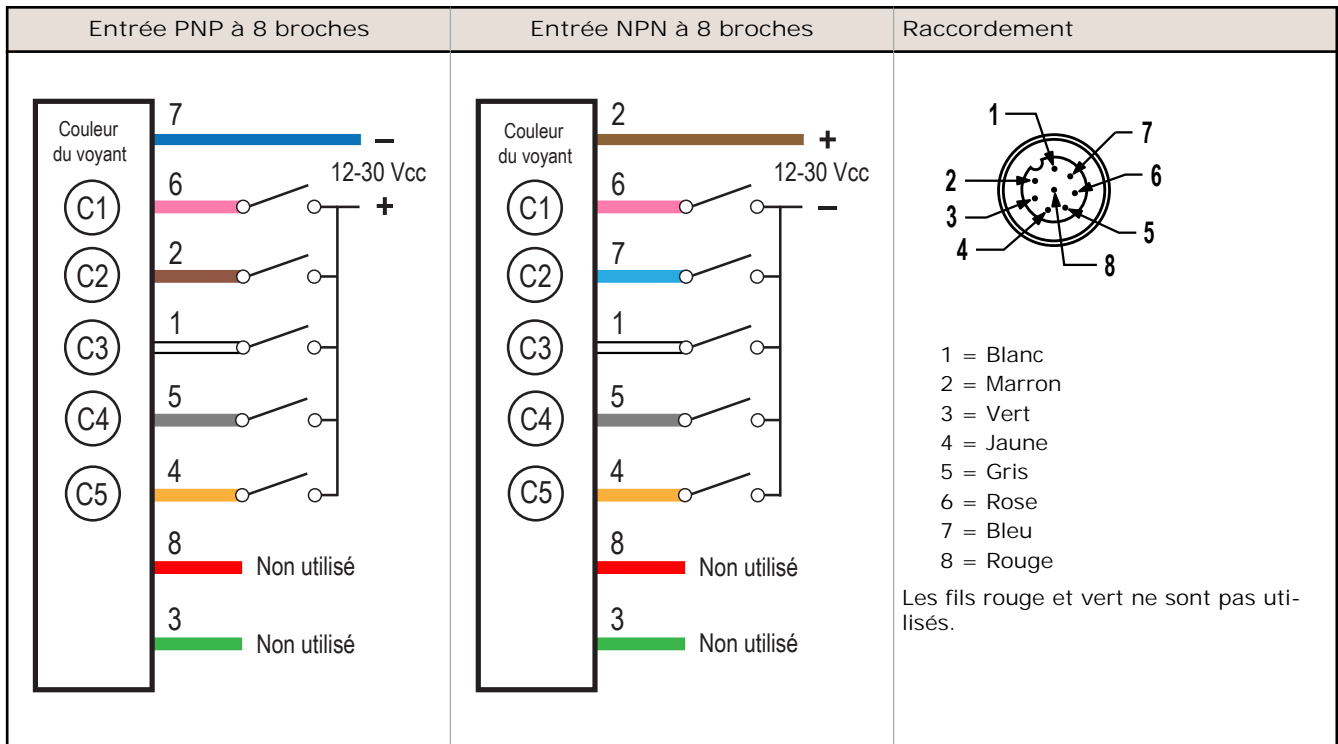 Entrée PNP à 8 broches
Couleur
du voyant
7
–
12-30 Vcc
+
C1
6
C2
2
C3
1
C4
5
C5
4
8
Non utilisé
3
Non utilisé
Entrée NPN à 8 broches
Couleur
du voyant
2
+
12-30 Vcc
–
C1
6
C2
7
C3
1
C4
5
C5
4
8
Non utilisé
3
Non utilisé
Raccordement
1
7
2
6
3
5
4
8
1 = Blanc
2 = Marron
3 = Vert
4 = Jaune
5 = Gris
6 = Rose
7 = Bleu
8 = Rouge
Les fils rouge et vert ne sont pas uti-
lisés.